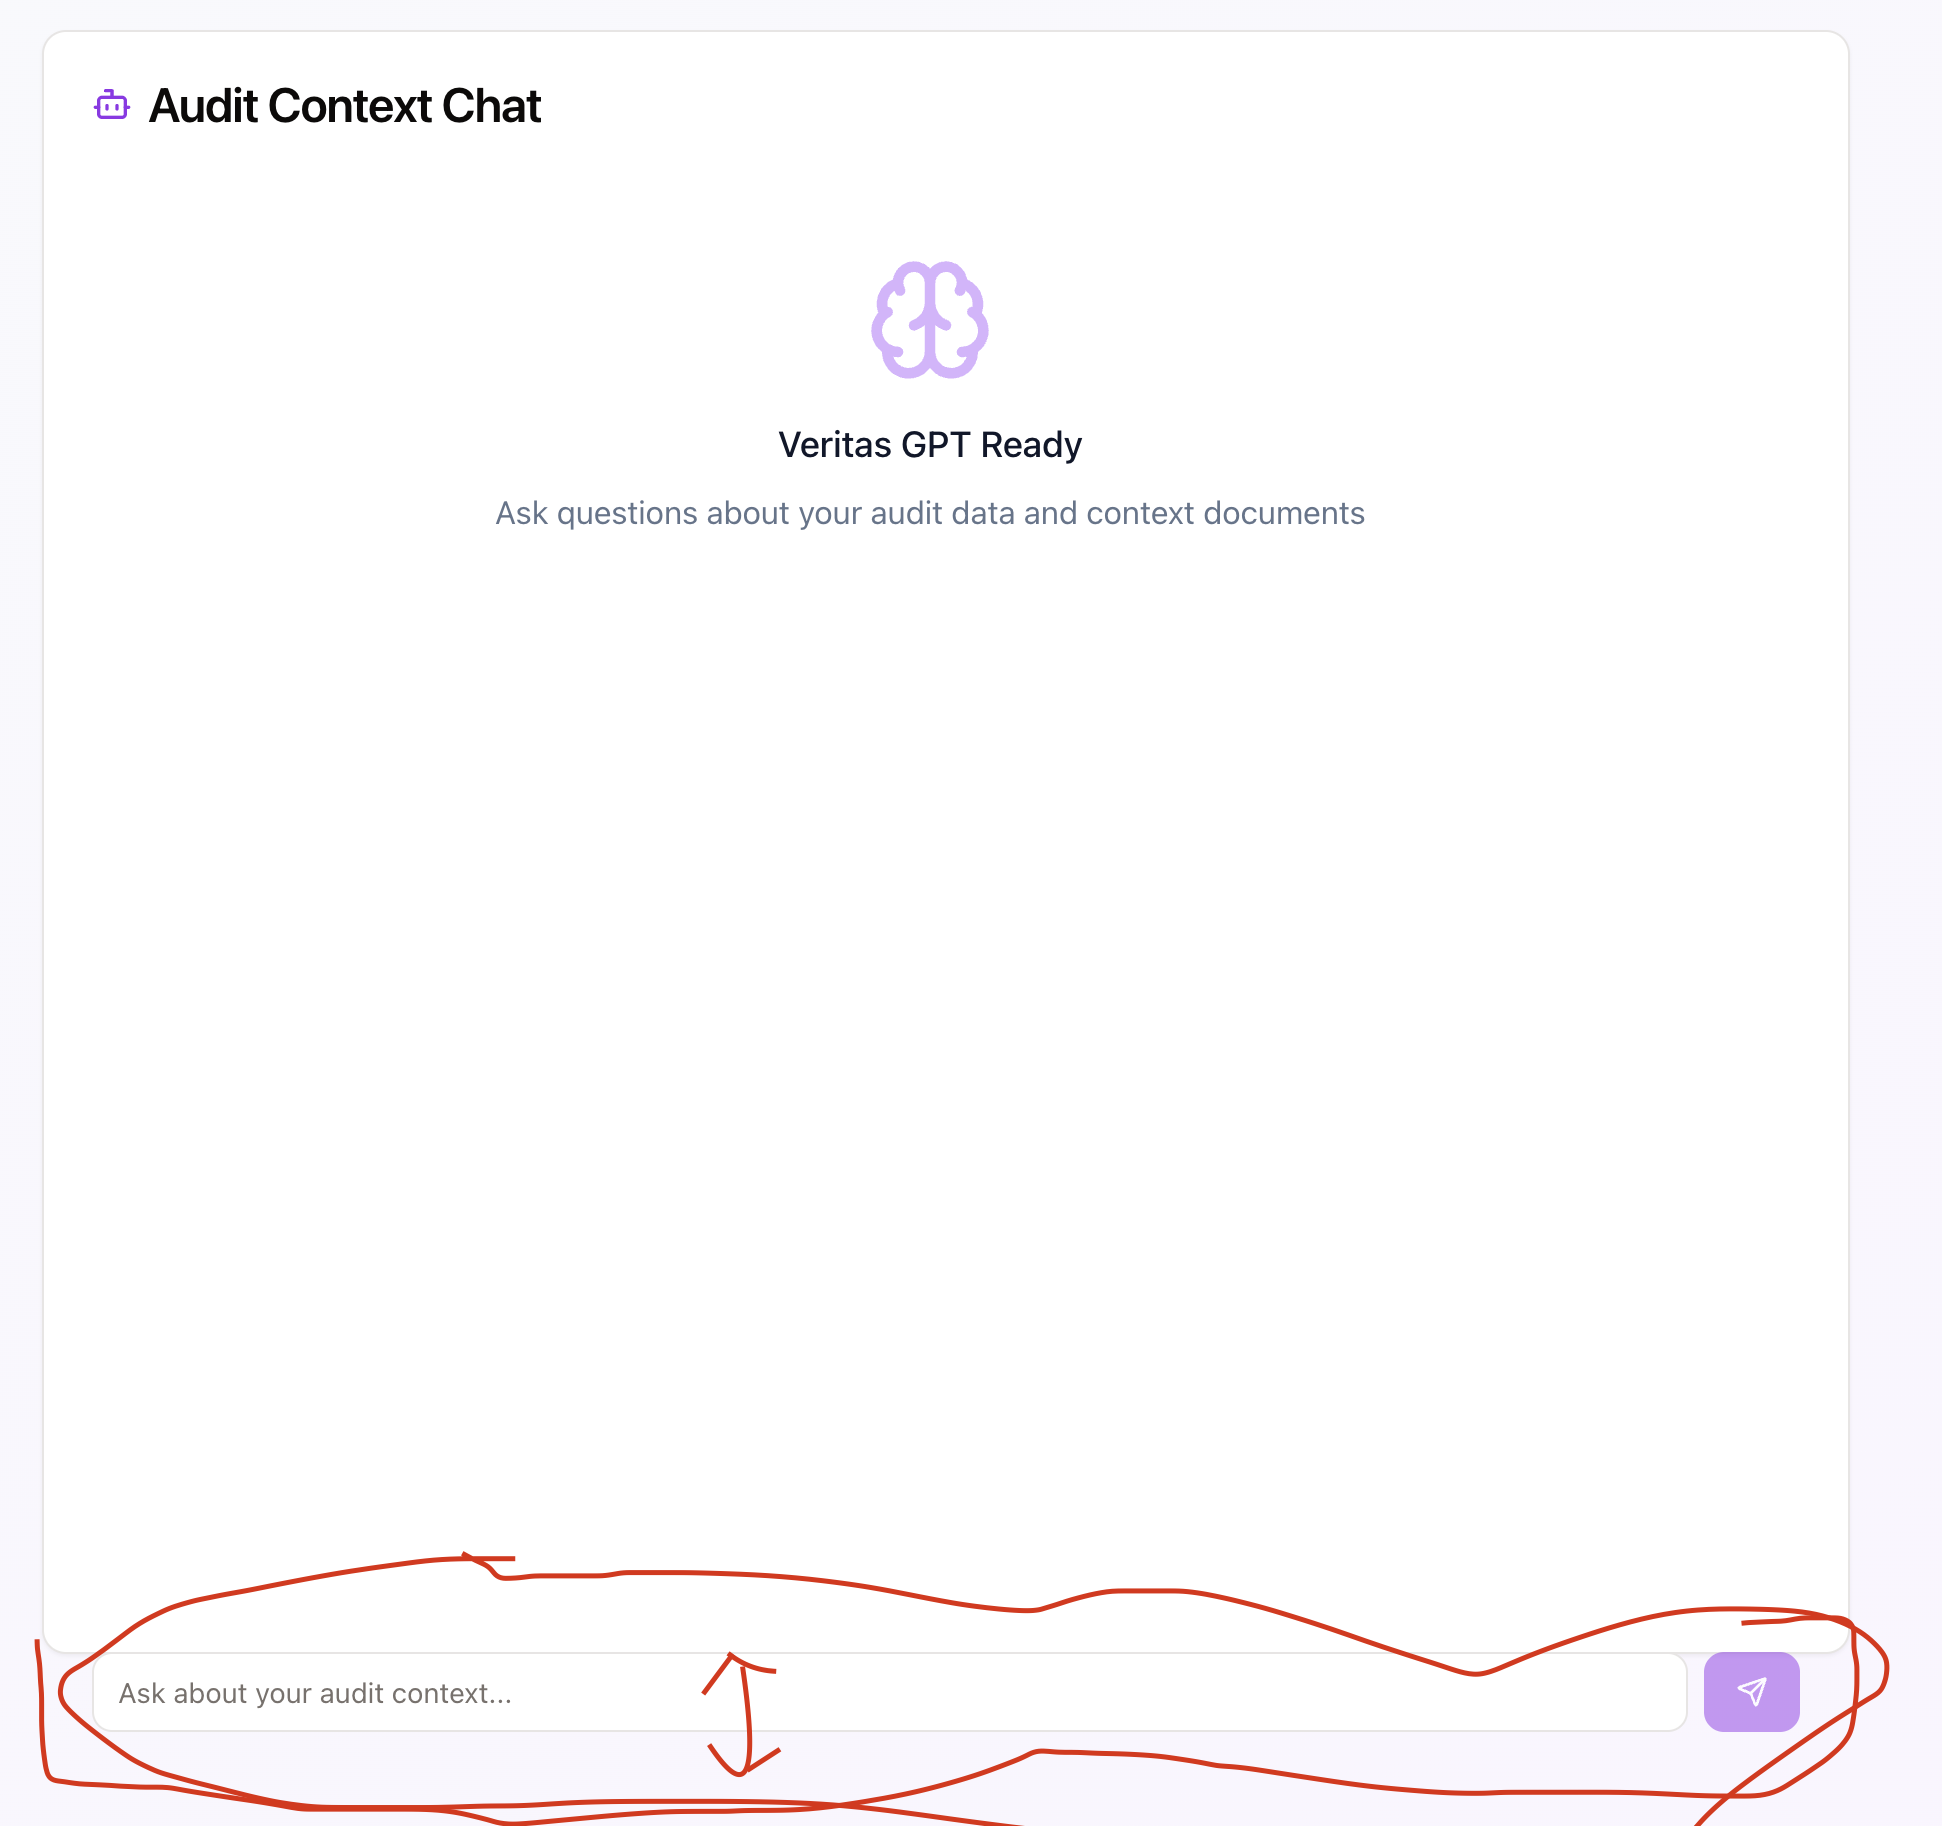 Audit Context Chat
Veritas GPT Ready
Ask questions about your audit data and context documents
Ask about your audit context...